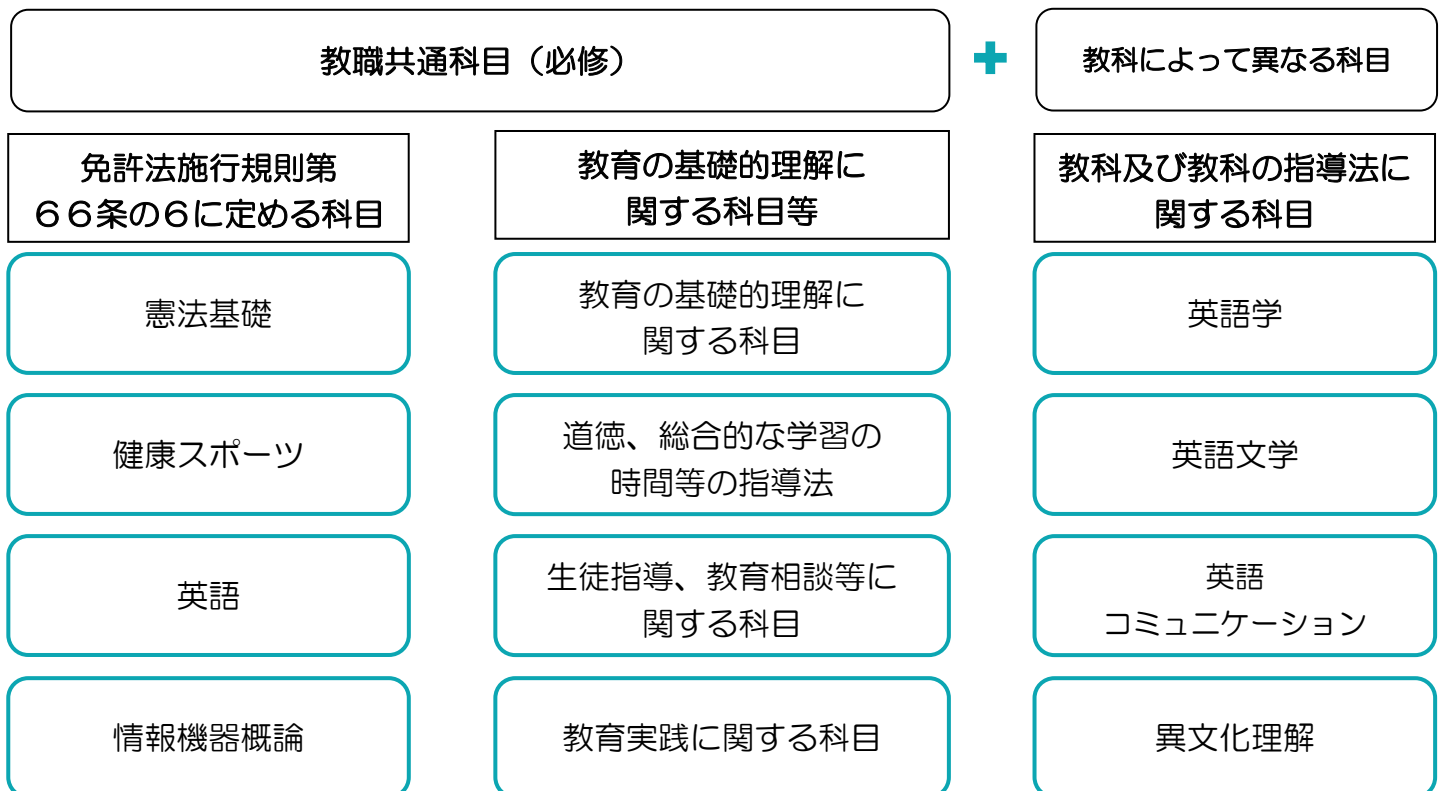 教職共通科目（必修）
教科によって異なる科目
免許法施行規則第
６６条の６に定める科目
教育の基礎的理解に
関する科目等
教科及び教科の指導法に
関する科目
憲法基礎
教育の基礎的理解に
関する科目
英語学
健康スポーツ
道徳、総合的な学習の
時間等の指導法
英語文学
英語
生徒指導、教育相談等に
関する科目
英語
コミュニケーション
情報機器概論
教育実践に関する科目
異文化理解